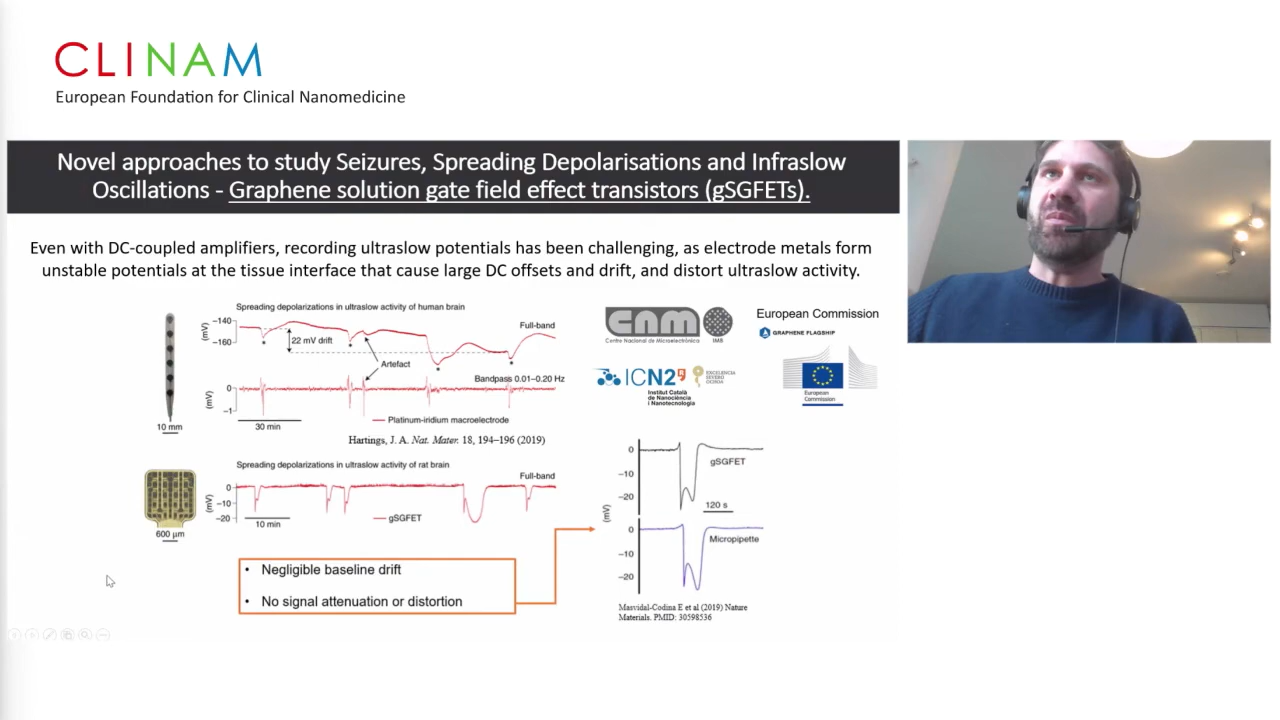 CLINAM
European Foundation for Clinical Nanomedicine
Novel approaches to study Seizures, Spreading Depolarisations and Infraslow
Oscillations - Graphene solution gate field effect transistors (gSGFETs).
Even with DC-coupled amplifiers, recording ultraslow potentials has been challenging, as electrode metals form
unstable potentials at the tissue interface that cause large DC offsets and drift, and distort ultraslow activity.
Spreading depolarizations in ultraslow activity of human brain
−140
−160
(mV)
22 mV drift
Full-band
Artefact
Bandpass 0.01–0.20 Hz
0
−1
(mV)
Platinum-iridium macroelectrode
30 min
10 mm
Hartings, J. A. Nat. Mater. 18, 194–196 (2019)
Spreading depolarizations in ultraslow activity of rat brain
Full-band
0
−10
−20
(mV)
gSGFET
10 min
600 µm
Negligible baseline drift
No signal attenuation or distortion
cnm
Centre Nacional de Microelectrònica
IMB
European Commission
GRAPHENE FLAGSHIP
ICN2
EXCELENCIA
SEVERO
OCHOA
Institut Català
de Nanociència
i Nanotecnologia
European
Commission
0
−10
−20
gSGFET
120 s
(mV)
0
−10
−20
Micropipette
Masvidal-Codina E et al (2019) Nature
Materials. PMID: 30598536